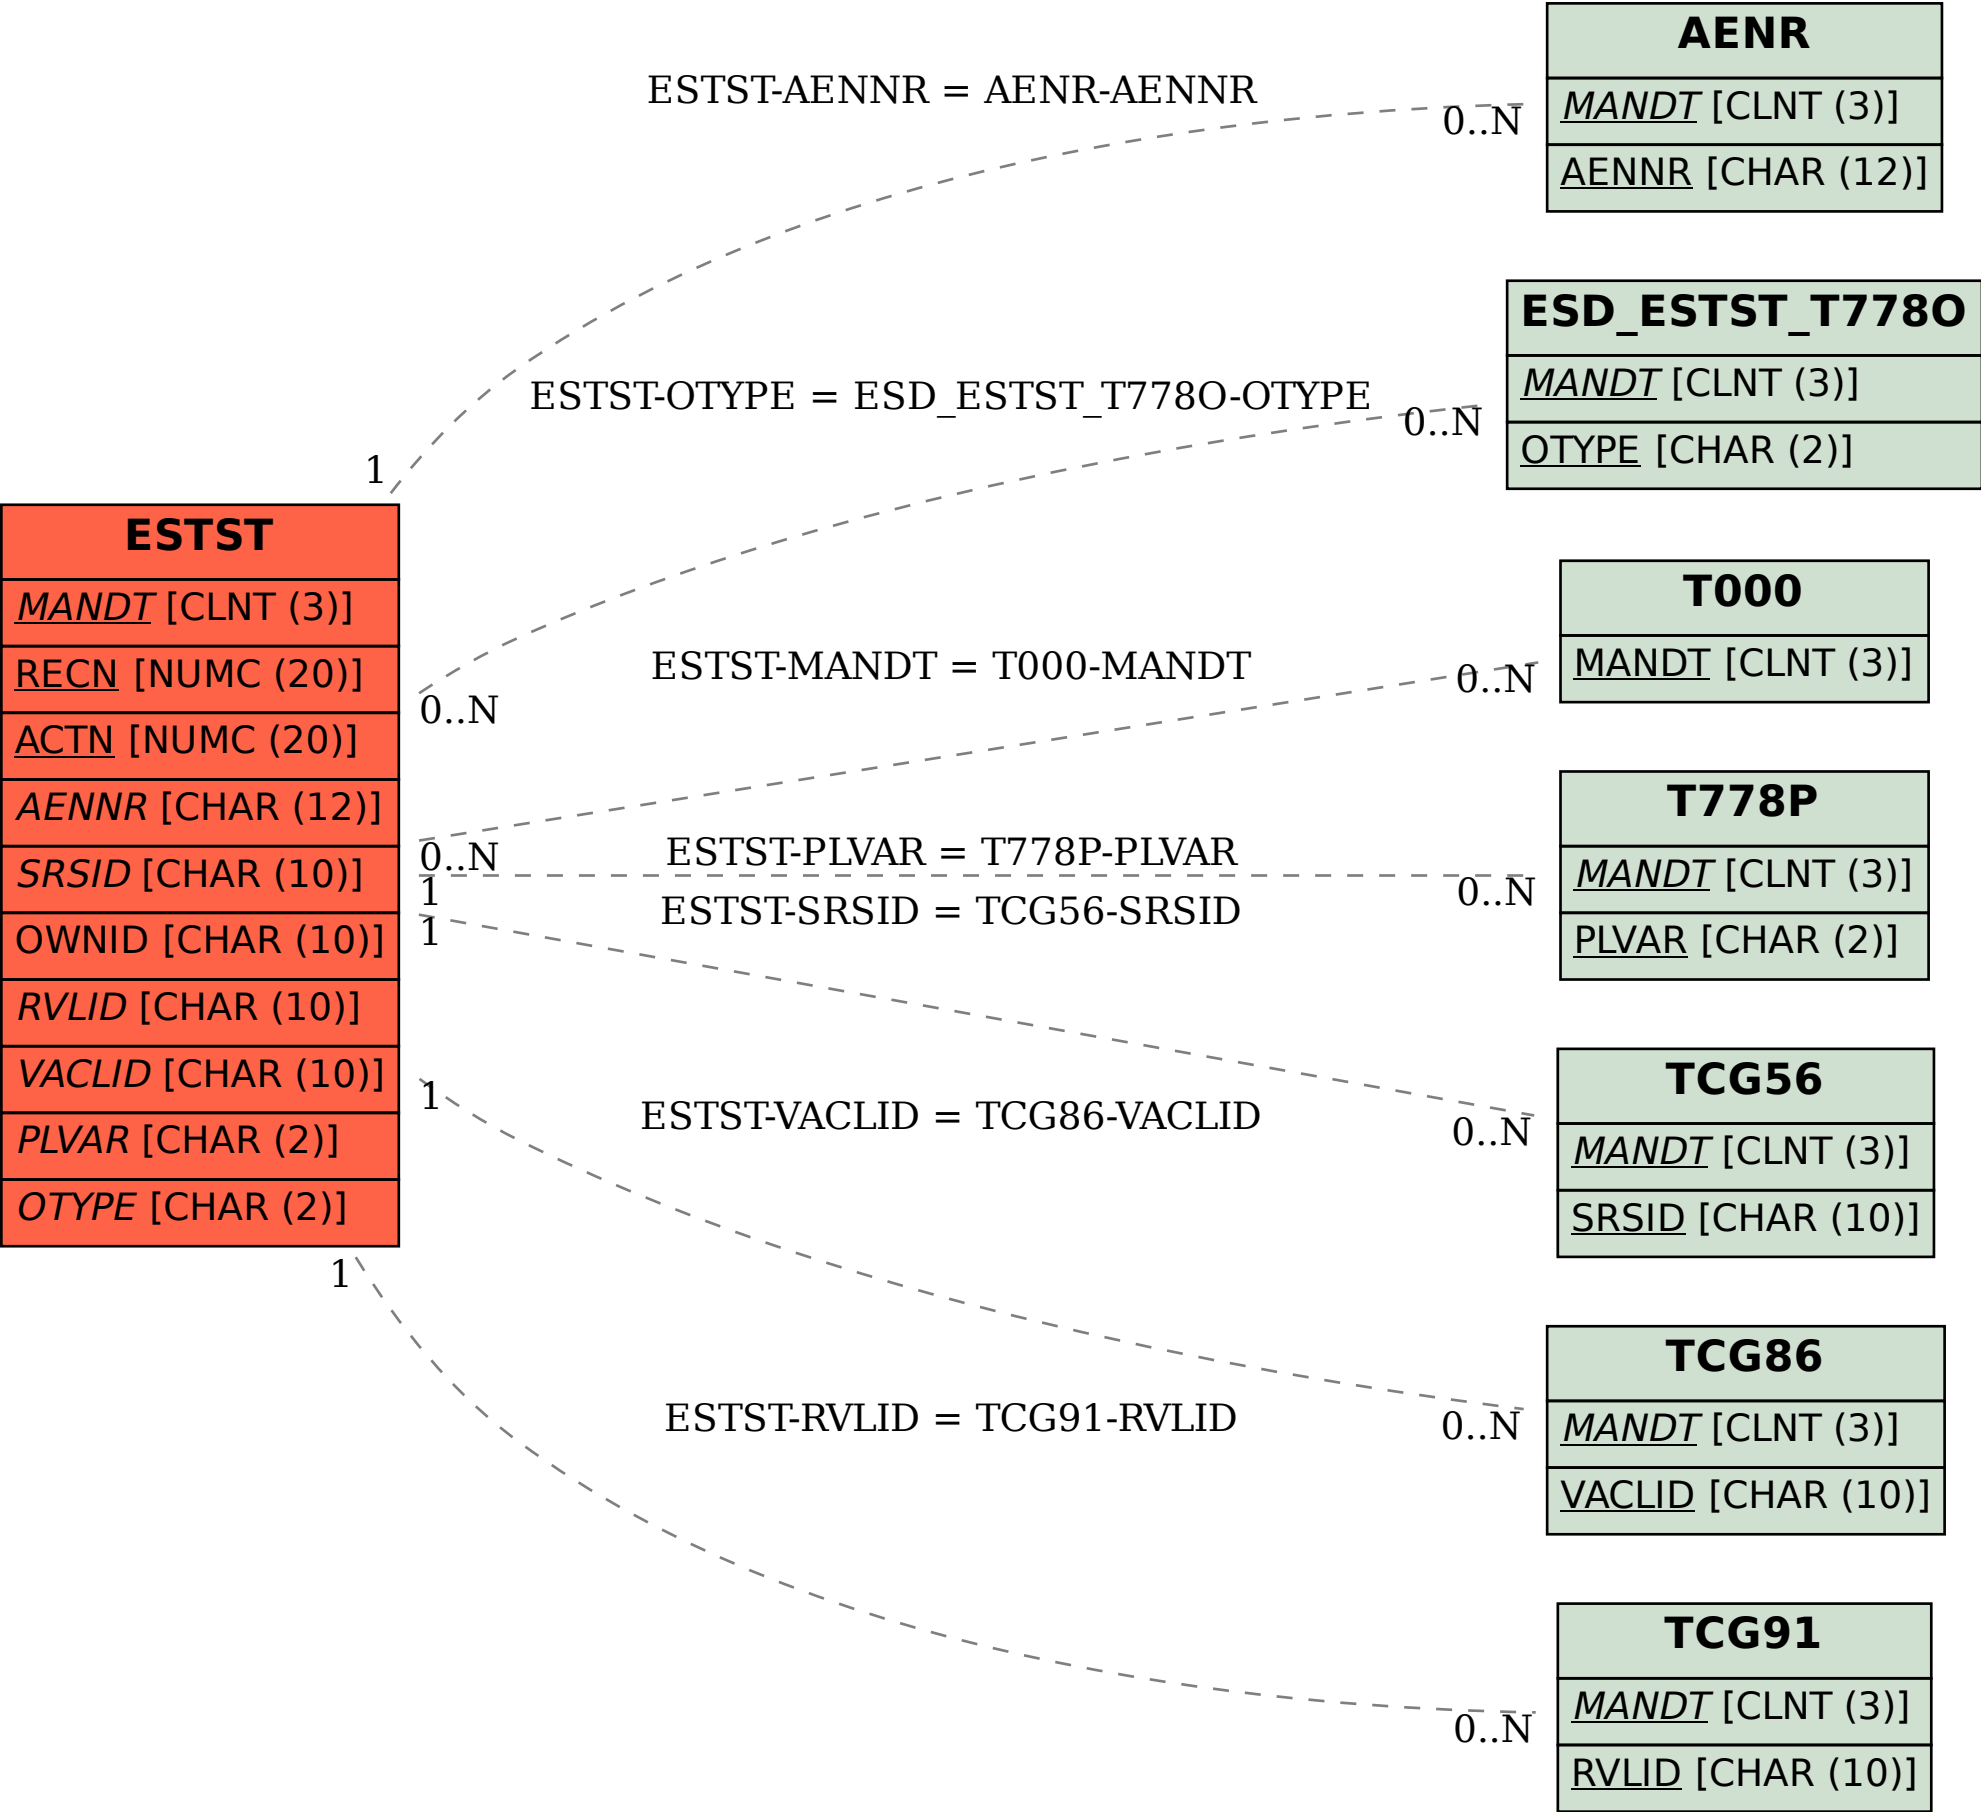 AENR
MANDT [CLNT (3)]
AENNR [CHAR (12)]
ESTST-AENNR = AENR-AENNR
0..N
1
ESD_ESTST_T778O
MANDT [CLNT (3)]
OTYPE [CHAR (2)]
ESTST-OTYPE = ESD_ESTST_T778O-OTYPE
0..N
0..N
ESTST
MANDT [CLNT (3)]
RECN [NUMC (20)]
ACTN [NUMC (20)]
AENNR [CHAR (12)]
SRSID [CHAR (10)]
OWNID [CHAR (10)]
RVLID [CHAR (10)]
VACLID [CHAR (10)]
PLVAR [CHAR (2)]
OTYPE [CHAR (2)]
T000
MANDT [CLNT (3)]
ESTST-MANDT = T000-MANDT
0..N
0..N
T778P
MANDT [CLNT (3)]
PLVAR [CHAR (2)]
ESTST-PLVAR = T778P-PLVAR
0..N
1
ESTST-SRSID = TCG56-SRSID
1
0..N
TCG56
MANDT [CLNT (3)]
SRSID [CHAR (10)]
ESTST-VACLID = TCG86-VACLID
1
0..N
TCG86
MANDT [CLNT (3)]
VACLID [CHAR (10)]
ESTST-RVLID = TCG91-RVLID
1
0..N
TCG91
MANDT [CLNT (3)]
RVLID [CHAR (10)]